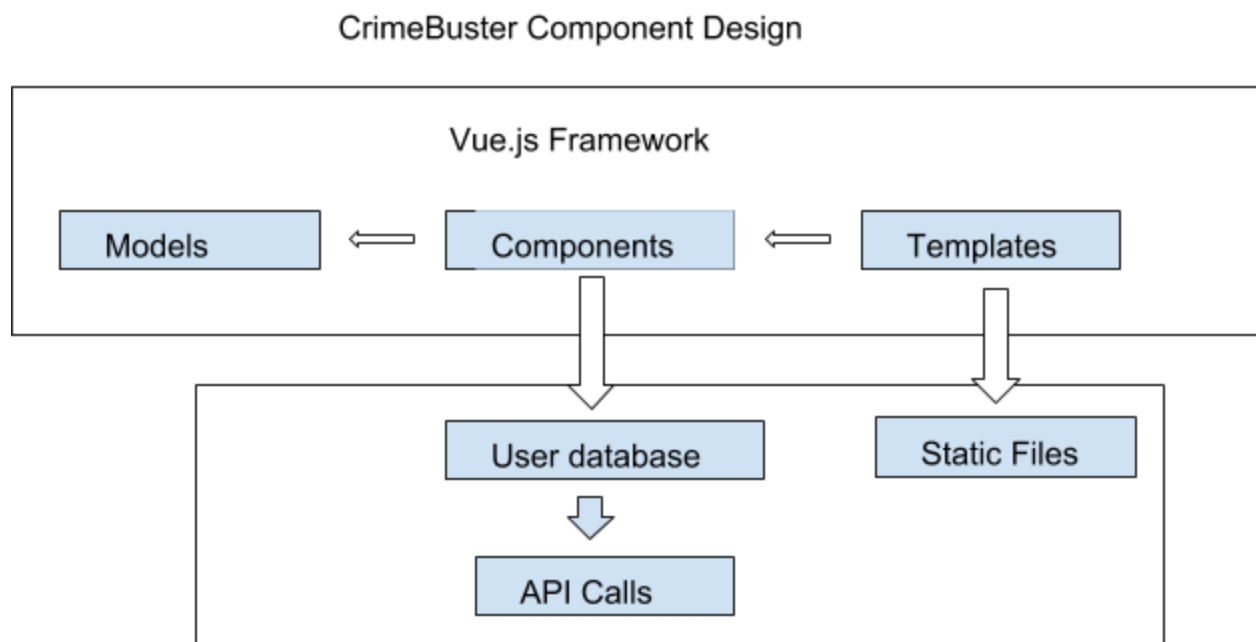 CrimeBuster Component Design
Vue.js Framework
Models
Components
Templates
User database
Static Files
API Calls